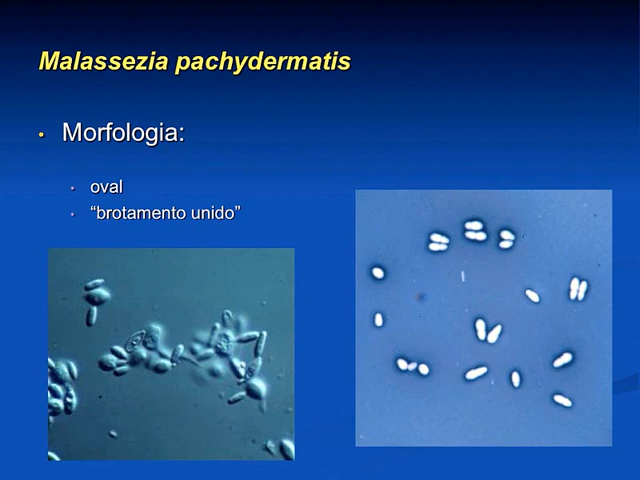 Malassezia pachydermatis
• Morfologia:
• oval
• “brotamento unido”